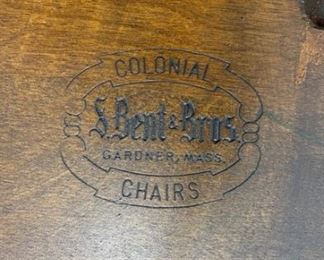 COLONIAL
S. Bent & Bros.
GARDNER, MASS.
CHAIRS